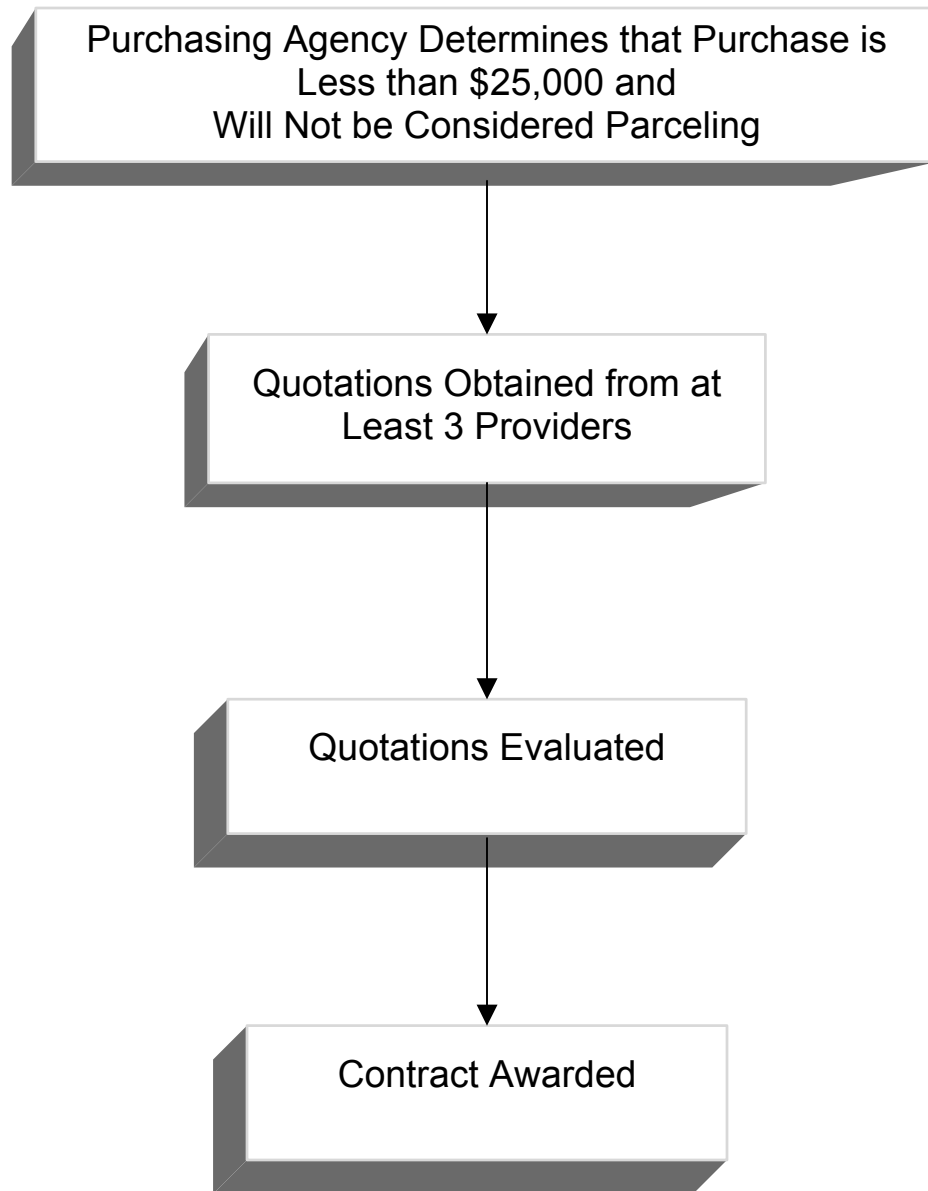 Purchasing Agency Determines that Purchase is
Less than $25,000 and
Will Not be Considered Parceling
Quotations Obtained from at
Least 3 Providers
Quotations Evaluated
Contract Awarded